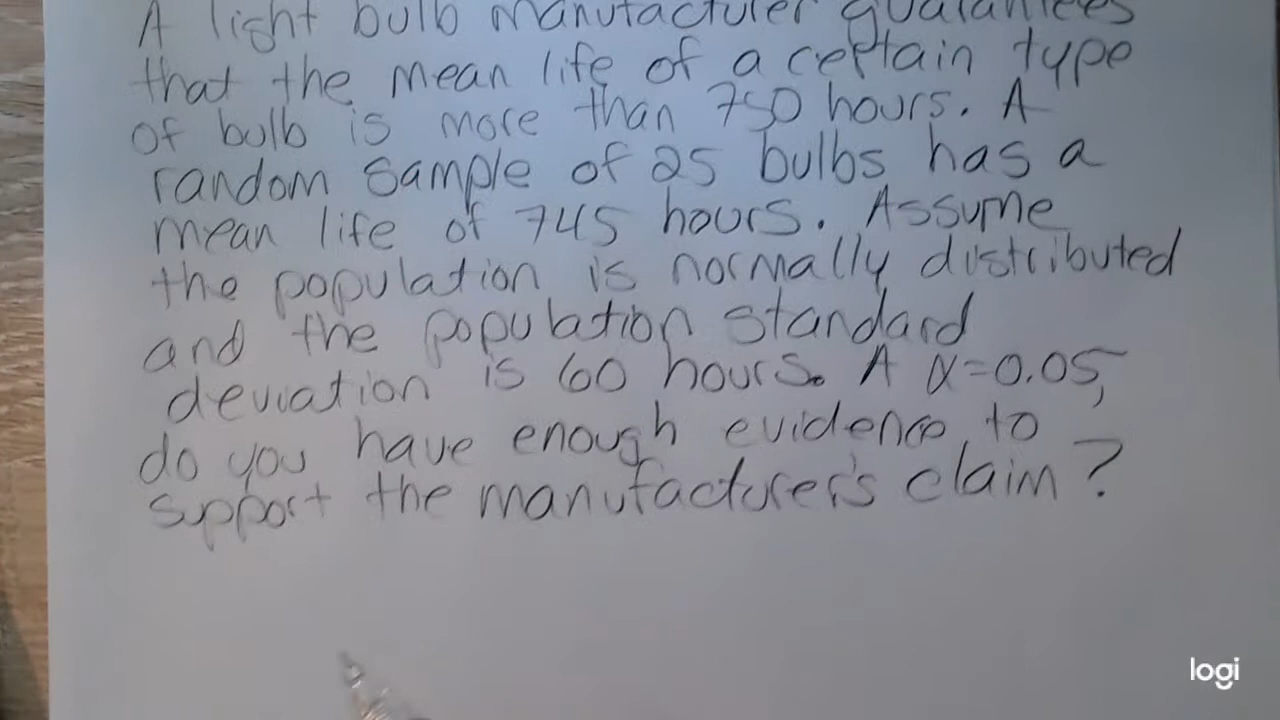 A light bulb manufacturer guarantees
that the mean life of a certain type
of bulb is more than 750 hours. A
random sample of 25 bulbs has a
mean life of 745 hours. Assume
the population is normally distributed
and the population standard
deviation is 60 hours. A α=0.05,
do you have enough evidence to
support the manufacturer's claim?
logi